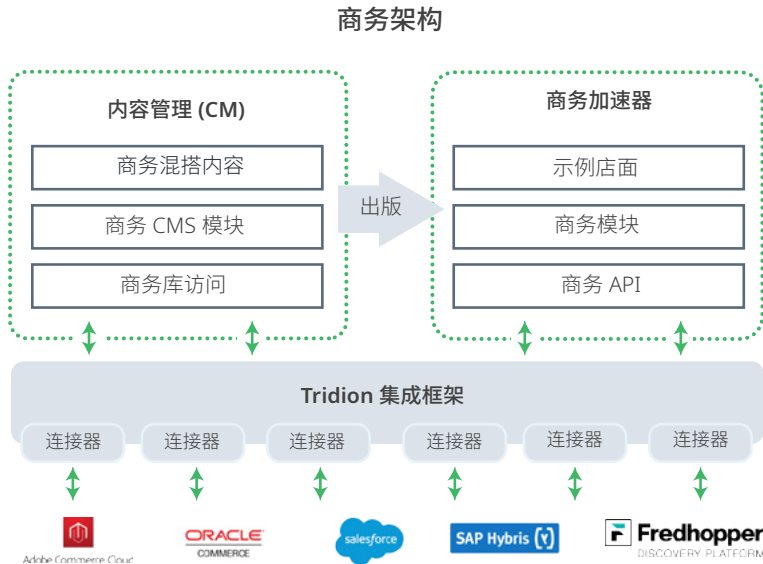 商务架构
内容管理 (CM)
商务混搭内容
商务 CMS 模块
商务库访问
出版
商务加速器
示例店面
商务模块
商务 API
Tridion 集成框架
连接器
连接器
连接器
连接器
连接器
连接器
Adobe Commerce Cloud
ORACLE
COMMERCE
salesforce
SAP Hybris (y)
Fredhopper
DISCOVERY PLATFORM